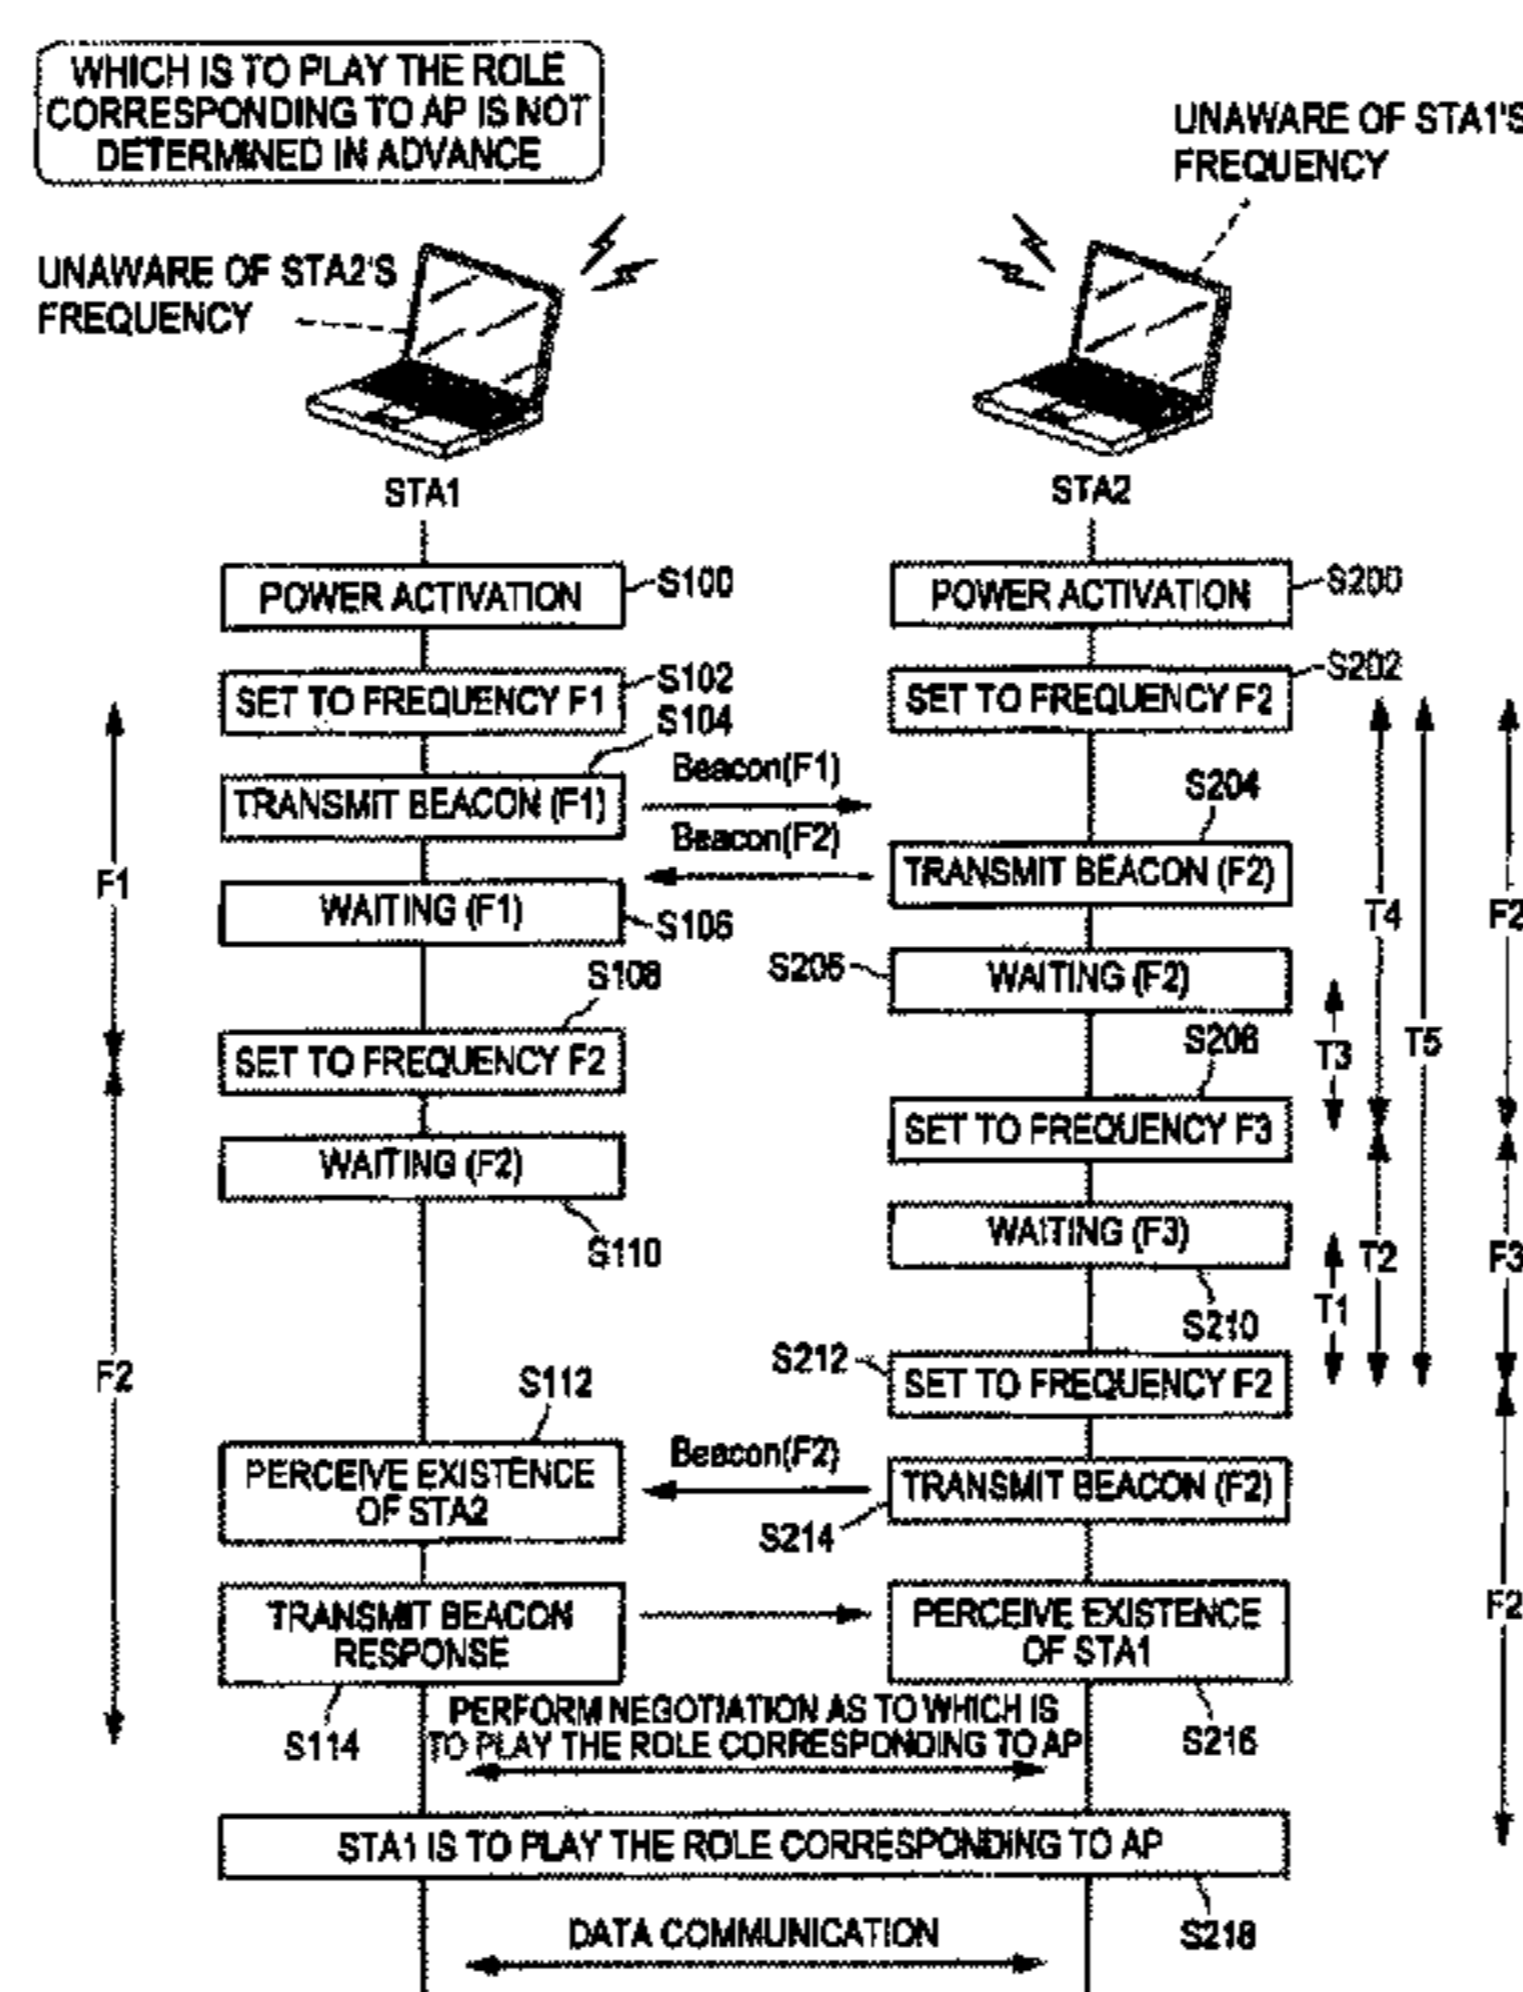 WHICH IS TO PLAY THE ROLE
CORRESPONDING TO AP IS NOT
DETERMINED IN ADVANCE
UNAWARE OF STA1'S
FREQUENCY
UNAWARE OF STA2'S
FREQUENCY
STA1
STA2
POWER ACTIVATION
S100
POWER ACTIVATION
S200
SET TO FREQUENCY F1
S102
SET TO FREQUENCY F2
S202
S104
TRANSMIT BEACON (F1)
Beacon(F1)
S204
Beacon(F2)
TRANSMIT BEACON (F2)
F1
WAITING (F1)
S106
T4
F2
S108
S206
WAITING (F2)
SET TO FREQUENCY F2
S208
T3
T5
SET TO FREQUENCY F3
WAITING (F2)
S110
WAITING (F3)
T2
F3
T1
S210
F2
S112
S212
SET TO FREQUENCY F2
PERCEIVE EXISTENCE
OF STA2
Beacon(F2)
TRANSMIT BEACON (F2)
S214
TRANSMIT BEACON
RESPONSE
PERCEIVE EXISTENCE
OF STA1
F2
S114
PERFORM NEGOTIATION AS TO WHICH IS
TO PLAY THE ROLE CORRESPONDING TO AP
S216
STA1 IS TO PLAY THE ROLE CORRESPONDING TO AP
DATA COMMUNICATION
S218